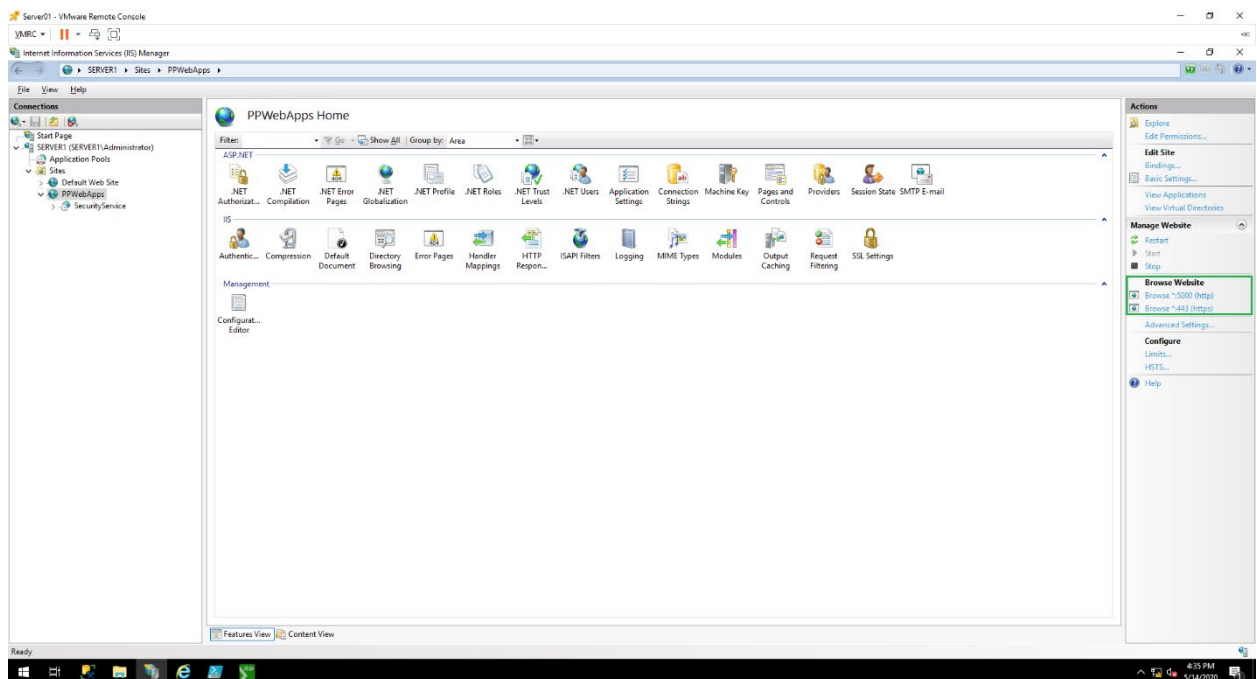 Server01 - VMware Remote Console
VMRC
Internet Information Services (IIS) Manager
SERVER1 Sites PPWebApps
File View Help
Connections
Start Page
SERVER1 (SERVER1\Administrator)
Application Pools
Sites
Default Web Site
PPWebApps
SecurityService
PPWebApps Home
Filter: Go Show All Group by: Area
ASP.NET
.NET Authorizat...
.NET Compilation
.NET Error Pages
.NET Globalization
.NET Profile
.NET Roles
.NET Trust Levels
.NET Users
Application Settings
Connection Strings
Machine Key
Pages and Controls
Providers
Session State
SMTP E-mail
IIS
Authentic...
Compression
Default Document
Directory Browsing
Error Pages
Handler Mappings
HTTP Respon...
ISAPI Filters
Logging
MIME Types
Modules
Output Caching
Request Filtering
SSL Settings
Management
Configurat... Editor
Features View Content View
Actions
Explore
Edit Permissions...
Edit Site
Bindings...
Basic Settings...
View Applications
View Virtual Directories
Manage Website
Restart
Start
Stop
Browse Website
Browse *:5000 (http)
Browse *:443 (https)
Advanced Settings...
Configure
Limits...
HSTS...
Help
Ready
4:35 PM
5/14/2020